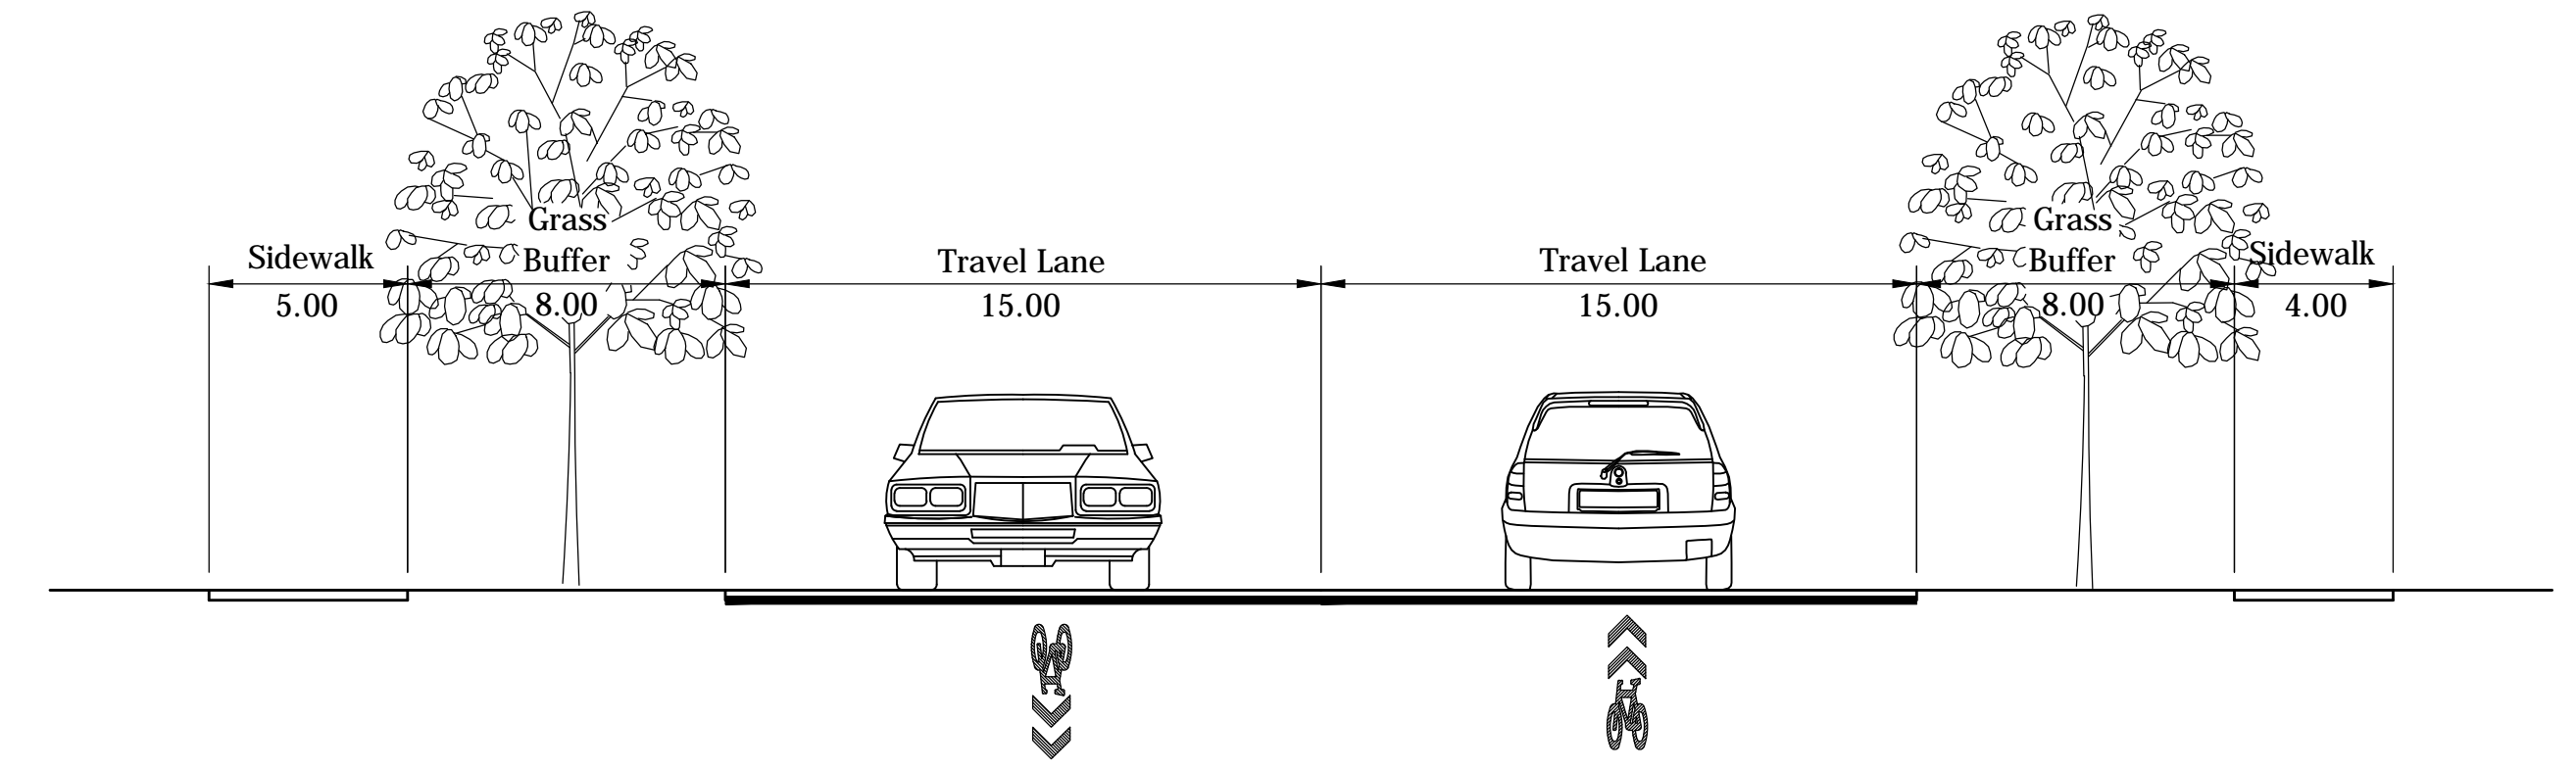 Sidewalk
5.00
Grass
Buffer
8.00
Travel Lane
15.00
Travel Lane
15.00
Grass
Buffer
8.00
Sidewalk
4.00